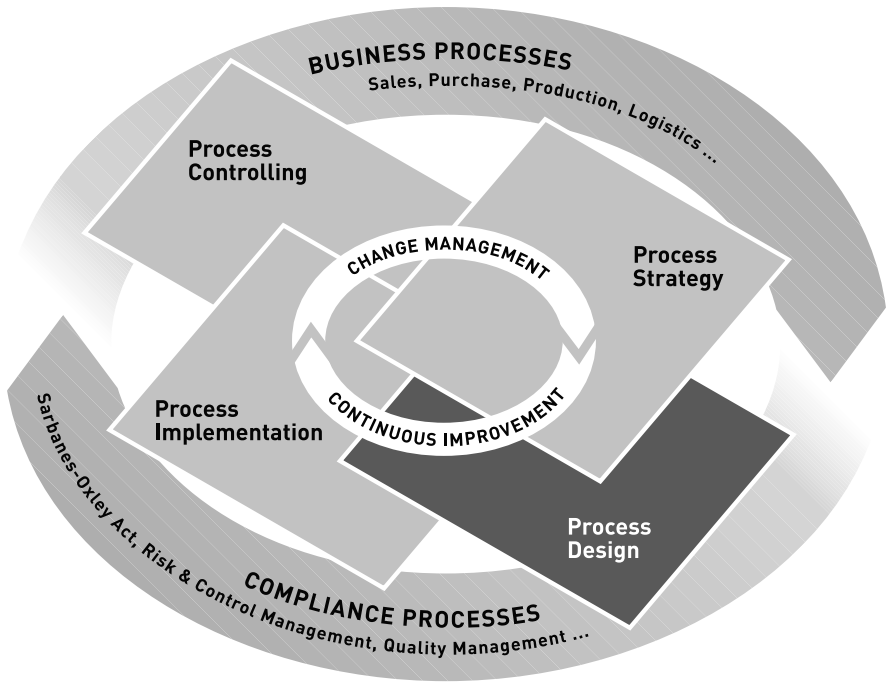 BUSINESS PROCESSES
Sales, Purchase, Production, Logistics ...
Process
Controlling
Process
Strategy
CHANGE MANAGEMENT
CONTINUOUS IMPROVEMENT
Process
Implementation
Process
Design
COMPLIANCE PROCESSES
Sarbanes-Oxley Act, Risk & Control Management, Quality Management ...